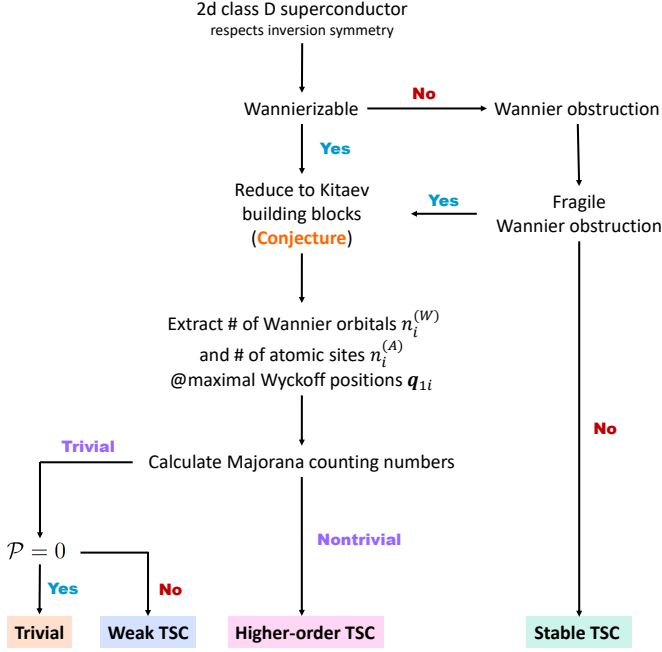 2d class D superconductor
respects inversion symmetry
Wannierizable
No
Wannier obstruction
Yes
Reduce to Kitaev
building blocks
(Conjecture)
Yes
Fragile
Wannier obstruction
Extract # of Wannier orbitals n_i^{(W)}
and # of atomic sites n_i^{(A)}
@maximal Wyckoff positions q_{1i}
No
Trivial
Calculate Majorana counting numbers
Nontrivial
𝒫 = 0
Yes
No
Trivial
Weak TSC
Higher-order TSC
Stable TSC